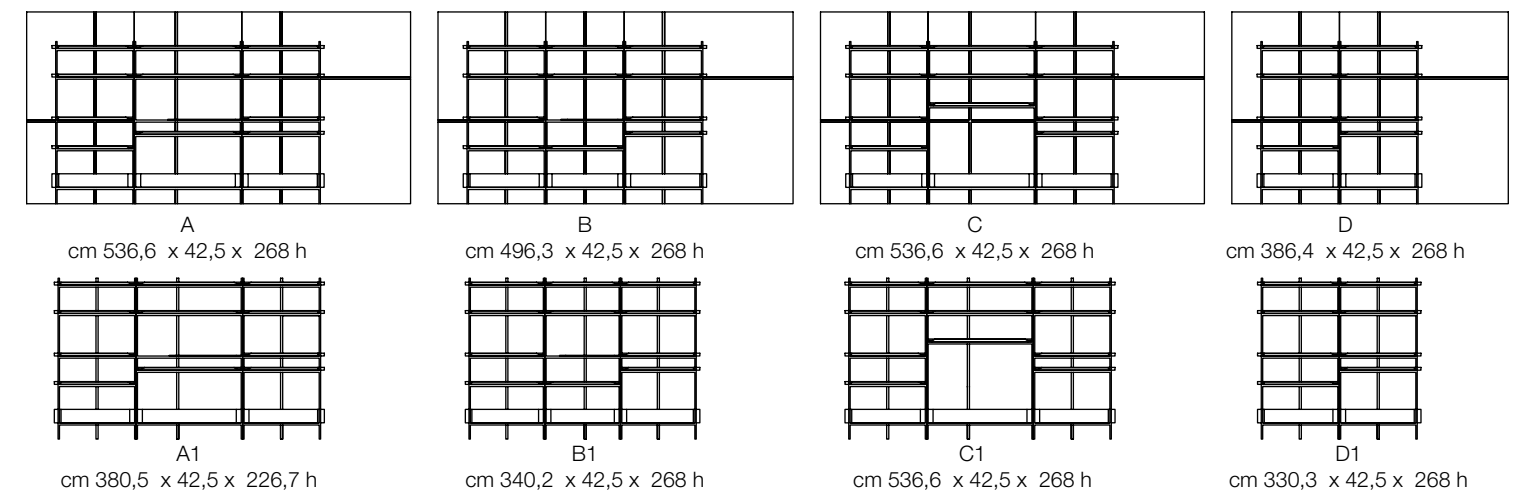 A
cm 536,6 x 42,5 x 268 h
B
cm 496,3 x 42,5 x 268 h
C
cm 536,6 x 42,5 x 268 h
D
cm 386,4 x 42,5 x 268 h
A1
cm 380,5 x 42,5 x 226,7 h
B1
cm 340,2 x 42,5 x 268 h
C1
cm 536,6 x 42,5 x 268 h
D1
cm 330,3 x 42,5 x 268 h